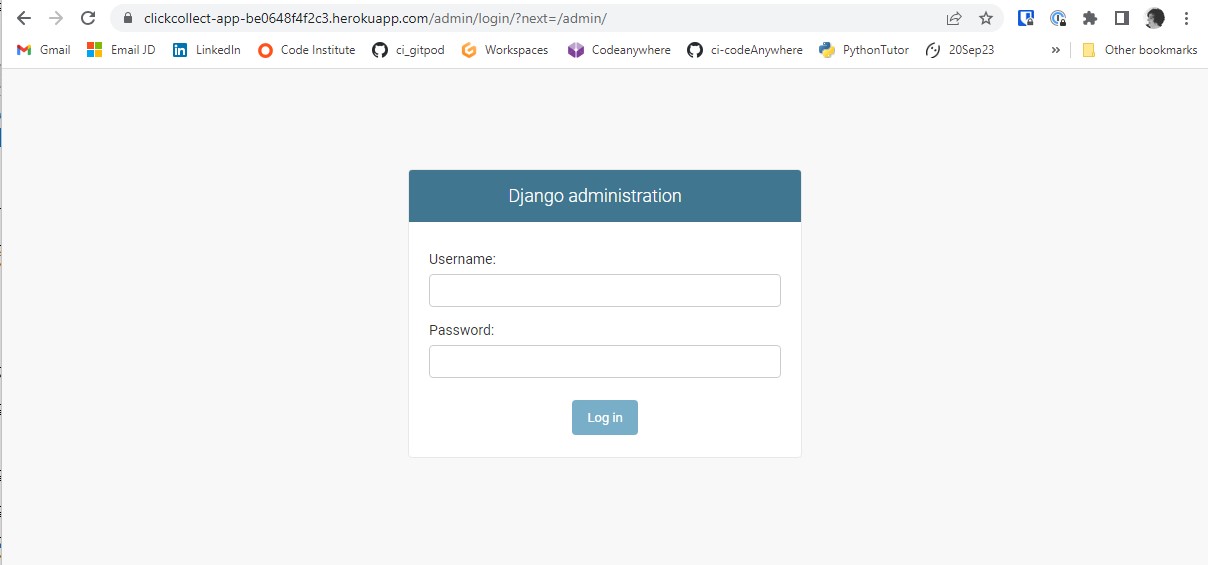 clickcollect-app-be0648f4f2c3.herokuapp.com/admin/login/?next=/admin/
Gmail Email JD LinkedIn Code Institute ci_gitpod Workspaces Codeanywhere ci-codeAnywhere PythonTutor 20Sep23 » Other bookmarks
Django administration
Username:
Password:
Log in